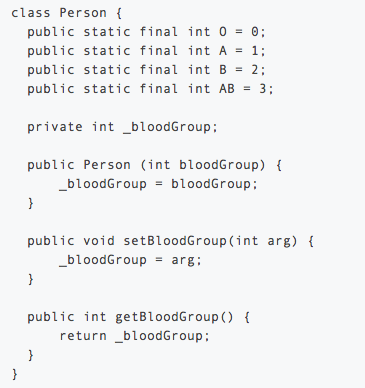 class Person {
  public static final int O = 0;
  public static final int A = 1;
  public static final int B = 2;
  public static final int AB = 3;

  private int _bloodGroup;

  public Person (int bloodGroup) {
      _bloodGroup = bloodGroup;
  }

  public void setBloodGroup(int arg) {
      _bloodGroup = arg;
  }

  public int getBloodGroup() {
      return _bloodGroup;
  }
}